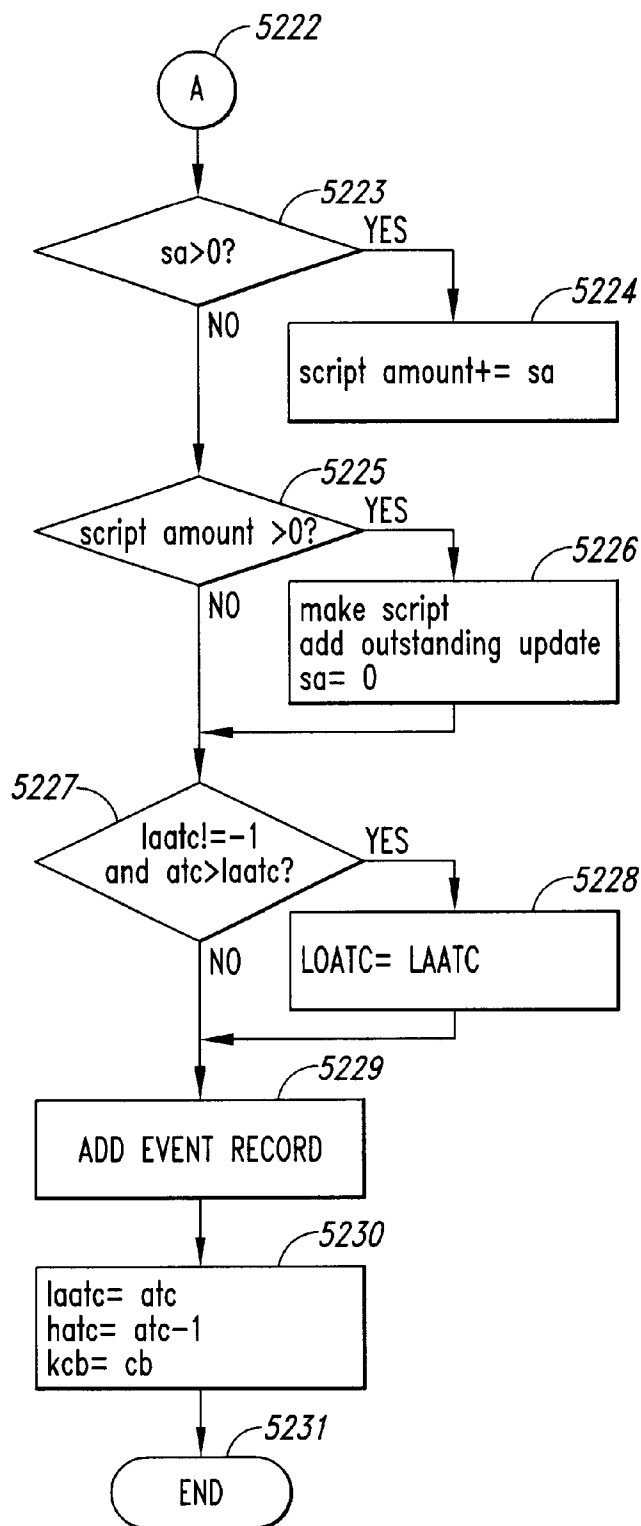 5222
A
5223
sa>0?
YES
NO
5224
script amount+= sa
5225
script amount >0?
YES
NO
5226
make script
add outstanding update
sa= 0
5227
laatc!=-1
and atc>laatc?
YES
NO
5228
LOATC= LAATC
5229
ADD EVENT RECORD
5230
laatc= atc
hatc= atc-1
kcb= cb
5231
END